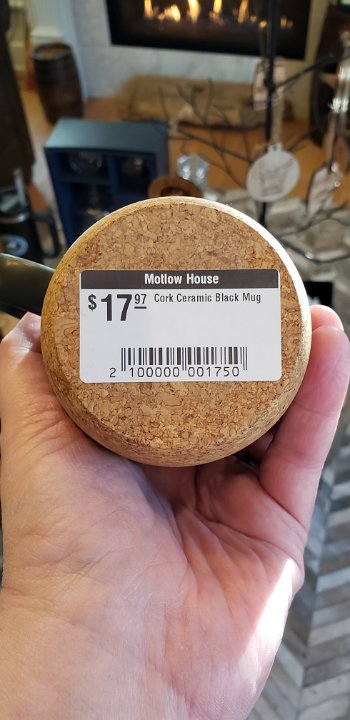 Motlow House
$17.97 Cork Ceramic Black Mug
2 100000 001750